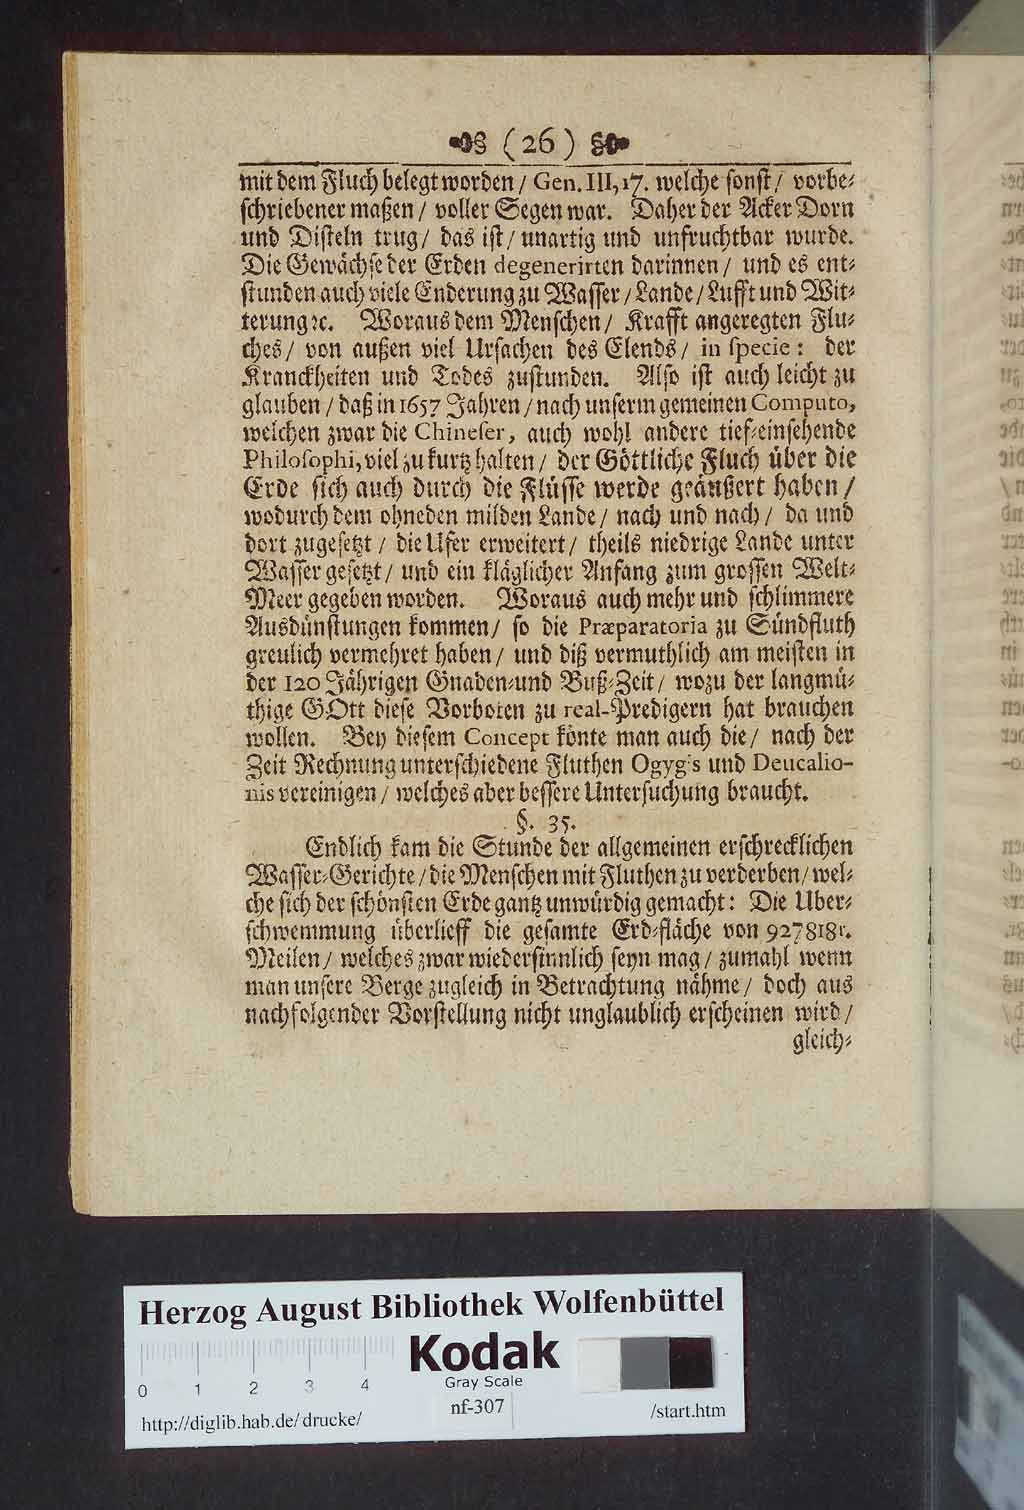 (26)
mit dem Fluch belegt worden / Gen. III, 17. welche sonst / vorbe-
schriebener maßen / voller Segen war. Daher der Acker Dorn
und Disteln trug / das ist / unartig und unfruchtbar wurde.
Die Gewächse der Erden degenerirten darinnen / und es ent-
stunden auch viele Enderung zu Wasser / Lande / Lufft und Wit-
terung ꝛc. Woraus dem Menschen / Krafft angeregten Flu-
ches / von außen viel Ursachen des Elends / in specie: der
Kranckheiten und Todes zustunden. Also ist auch leicht zu
glauben / daß in 1657 Jahren / nach unserm gemeinen Computo,
welchen zwar die Chineser, auch wohl andere tief-einsehende
Philosophi, viel zu kurtz halten / der Göttliche Fluch über die
Erde sich auch durch die Flüsse werde geäußert haben /
wodurch dem ohneden milden Lande / nach und nach / da und
dort zugesetzt / die Ufer erweitert / theils niedrige Lande unter
Wasser gesetzt / und ein kläglicher Anfang zum grossen Welt-
Meer gegeben worden. Woraus auch mehr und schlimmere
Ausdünstungen kommen / so die Præparatoria zu Sündfluth
greulich vermehret haben / und diß vermuthlich am meisten in
der 120 Jährigen Gnaden-und Buß-Zeit / wozu der langmü-
thige GOtt diese Vorboten zu real-Predigern hat brauchen
wollen. Bey diesem Concept könte man auch die / nach der
Zeit Rechnung unterschiedene Fluthen Ogygis und Deucalio-
nis vereinigen / welches aber bessere Untersuchung braucht.
§. 35.
Endlich kam die Stunde der allgemeinen erschrecklichen
Wasser-Gerichte / die Menschen mit Fluthen zu verderben / wel-
che sich der schönsten Erde gantz unwürdig gemacht: Die Uber-
schwemmung überlieff die gesamte Erd-fläche von 9278181.
Meilen / welches zwar wiedersinnlich seyn mag / zumahl wenn
man unsere Berge zugleich in Betrachtung nähme / doch aus
nachfolgender Vorstellung nicht unglaublich erscheinen wird /
gleich-
Herzog August Bibliothek Wolfenbüttel
Kodak
Gray Scale
0 1 2 3 4
nf-307
http://diglib.hab.de/drucke/
/start.htm